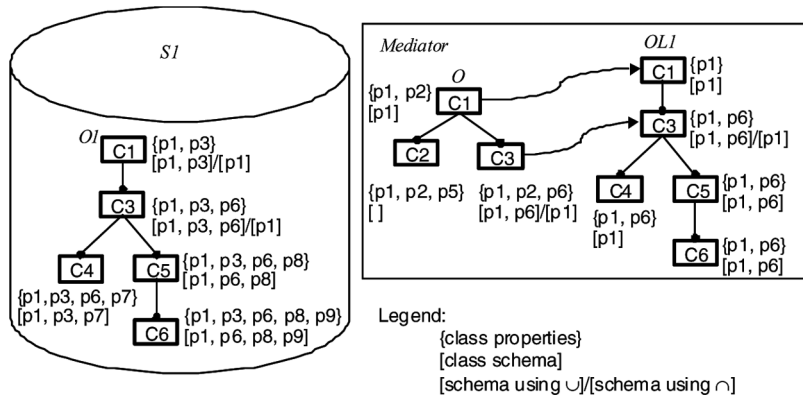 S1
O1
C1
{p1, p3}
[p1, p3]/[p1]
C3
{p1, p3, p6}
[p1, p3, p6]/[p1]
C4
{p1,p3, p6, p7}
[p1, p3, p7]
C5
{p1, p3, p6, p8}
[p1, p6, p8]
C6
{p1, p3, p6, p8, p9}
[p1, p6, p8, p9]
Mediator
O
{p1, p2}
[p1]
C1
C2
{p1, p2, p5}
[ ]
C3
{p1, p2, p6}
[p1, p6]/[p1]
OL1
C1
{p1}
[p1]
C3
{p1, p6}
[p1, p6]/[p1]
C4
{p1, p6}
[p1]
C5
{p1, p6}
[p1, p6]
C6
{p1, p6}
[p1, p6]
Legend:
{class properties}
[class schema]
[schema using ∪]/[schema using ∩]